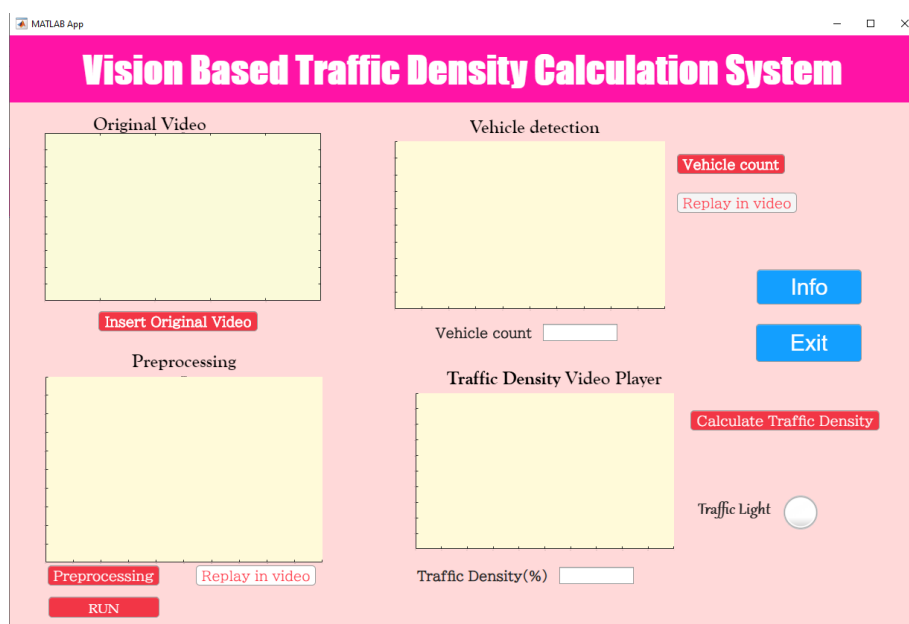 MATLAB App
Vision Based Traffic Density Calculation System
Original Video
Insert Original Video
Preprocessing
Preprocessing
Replay in video
RUN
Vehicle detection
Vehicle count
Replay in video
Vehicle count
Info
Exit
Traffic Density Video Player
Calculate Traffic Density
Traffic Light
Traffic Density(%)